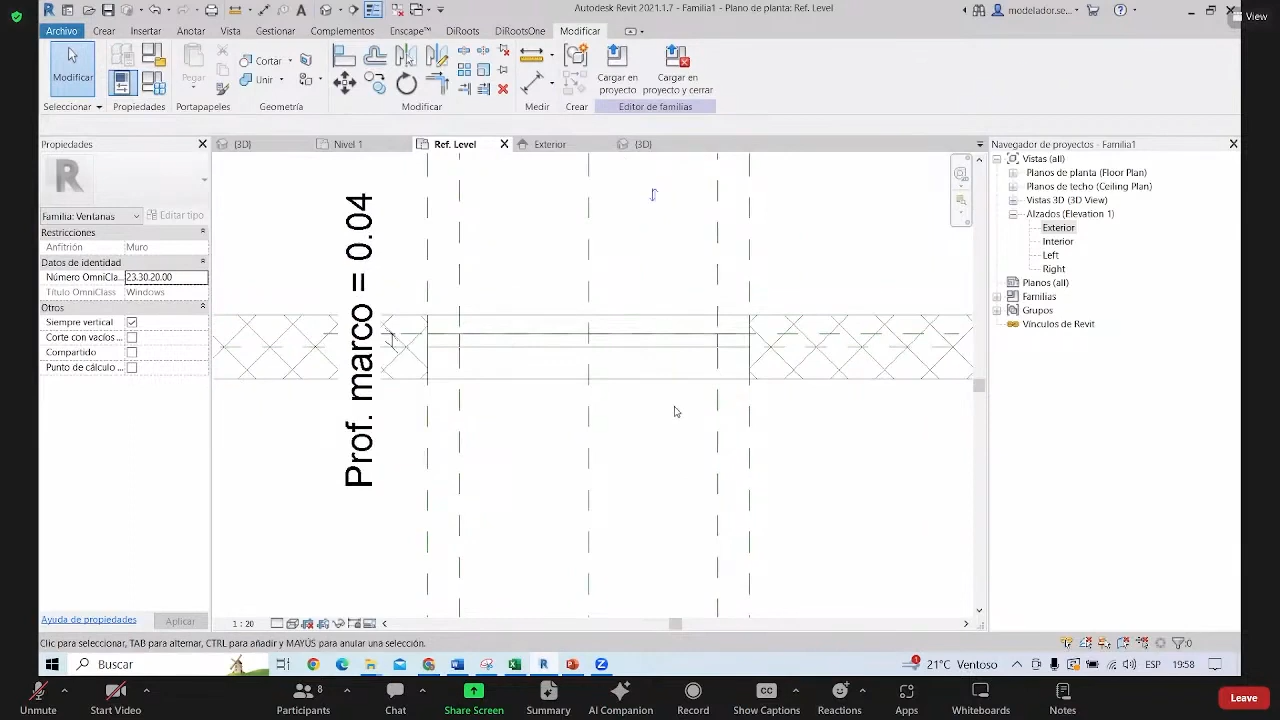 Autodesk Revit 2021.1.7 - Familia1 - Plano de planta: Ref. Level
modelador.se...
View
Archivo
Crear
Insertar
Anotar
Vista
Gestionar
Complementos
Enscape™
DiRoots
DiRootsOne
Modificar
Modificar
Pegar
Cortar
Unir
Cargar en
proyecto
Cargar en
proyecto y cerrar
Seleccionar
Propiedades
Portapapeles
Geometría
Modificar
Medir
Crear
Editor de familias
Propiedades
{3D}
Nivel 1
Ref. Level
Exterior
{3D}
Navegador de proyectos - Familia1
R
Familia: Ventanas
Editar tipo
Restricciones
Anfitrión
Muro
Datos de identidad
Número OmniCla...
23.30.20.00
Título OmniClass
Windows
Otros
Siempre vertical
Corte con vacíos...
Compartido
Punto de cálculo ...
Prof. marco = 0.04
Vistas (all)
Planos de planta (Floor Plan)
Planos de techo (Ceiling Plan)
Vistas 3D (3D View)
Alzados (Elevation 1)
Exterior
Interior
Left
Right
Planos (all)
Familias
Grupos
Vínculos de Revit
Ayuda de propiedades
Aplicar
1 : 20
Clic para seleccionar, TAB para alternar, CTRL para añadir y MAYÚS para anular una selección.
:0
Buscar
21°C Ventoso
ESP
19:58
Unmute
Start Video
Participants
8
Chat
Share Screen
Summary
AI Companion
Record
Show Captions
Reactions
Apps
Whiteboards
Notes
Leave